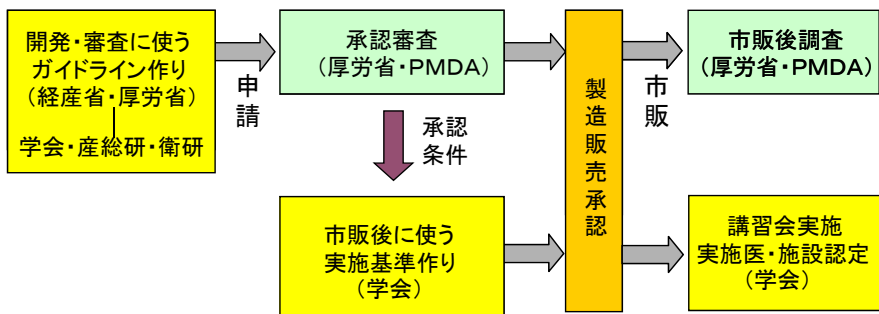 開発・審査に使う
ガイドライン作り
(経産省・厚労省)
学会・産総研・衛研
申請
承認審査
(厚労省・PMDA)
承認
条件
市販後に使う
実施基準作り
(学会)
製造販売承認
市販
市販後調査
(厚労省・PMDA)
講習会実施
実施医・施設認定
(学会)